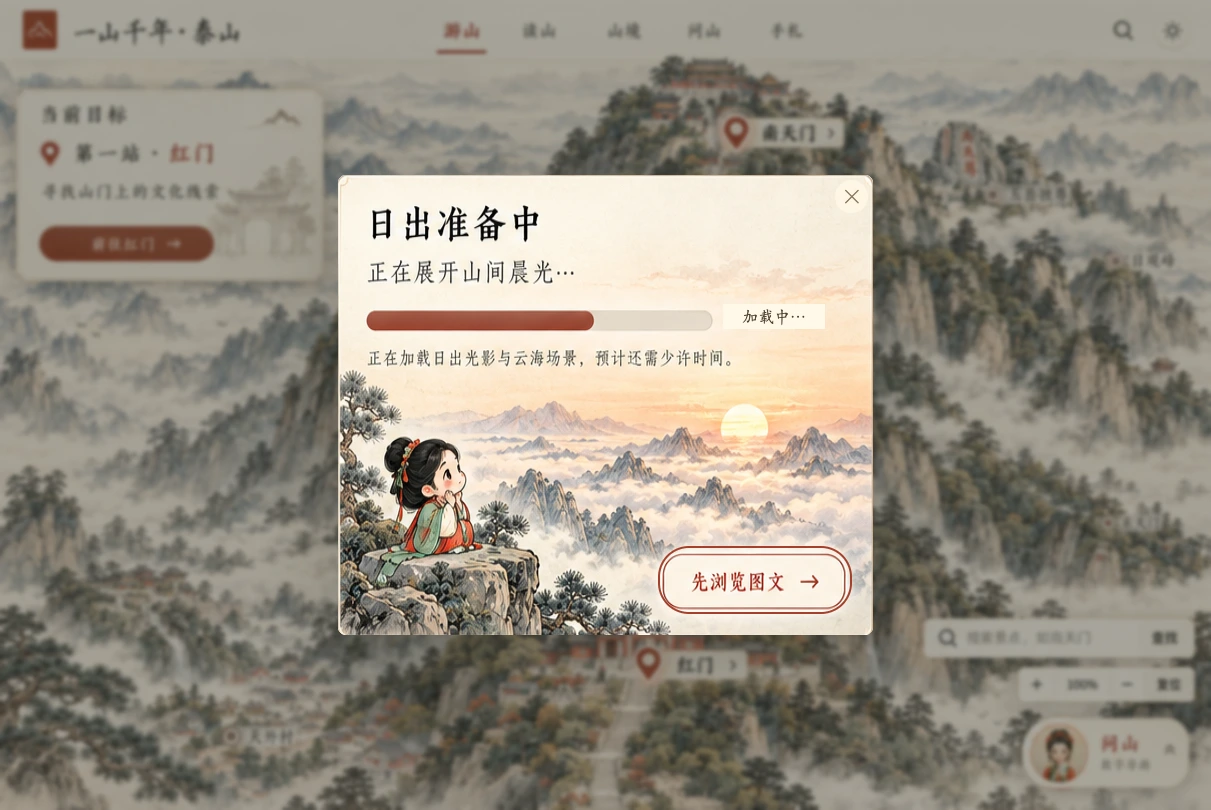 一山千年·泰山
游山 读山 山境 问山 手札
当前目标
第一站·红门
寻找山门上的文化线索
前往红门 →
南天门 ›
日出准备中
正在展开山间晨光…
加载中…
正在加载日出光影与云海场景，预计还需少许时间。
先浏览图文 →
红门 ›
查找
+ 100% − 复位
问山